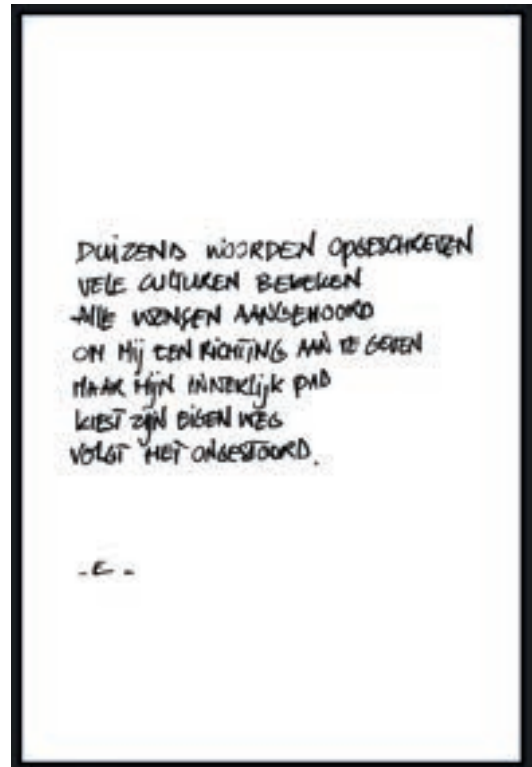 DUIZEND WOORDEN OPGESCHREVEN
VELE CULTUREN BEKEKEN
ALLE WENSEN AANGEHOORD
OM MIJ EEN RICHTING AAN TE GEVEN
MAAR MIJN INNERLIJK PAD
KIEST ZIJN EIGEN WEG
VOLGT HET ONGESTOORD.
-E-